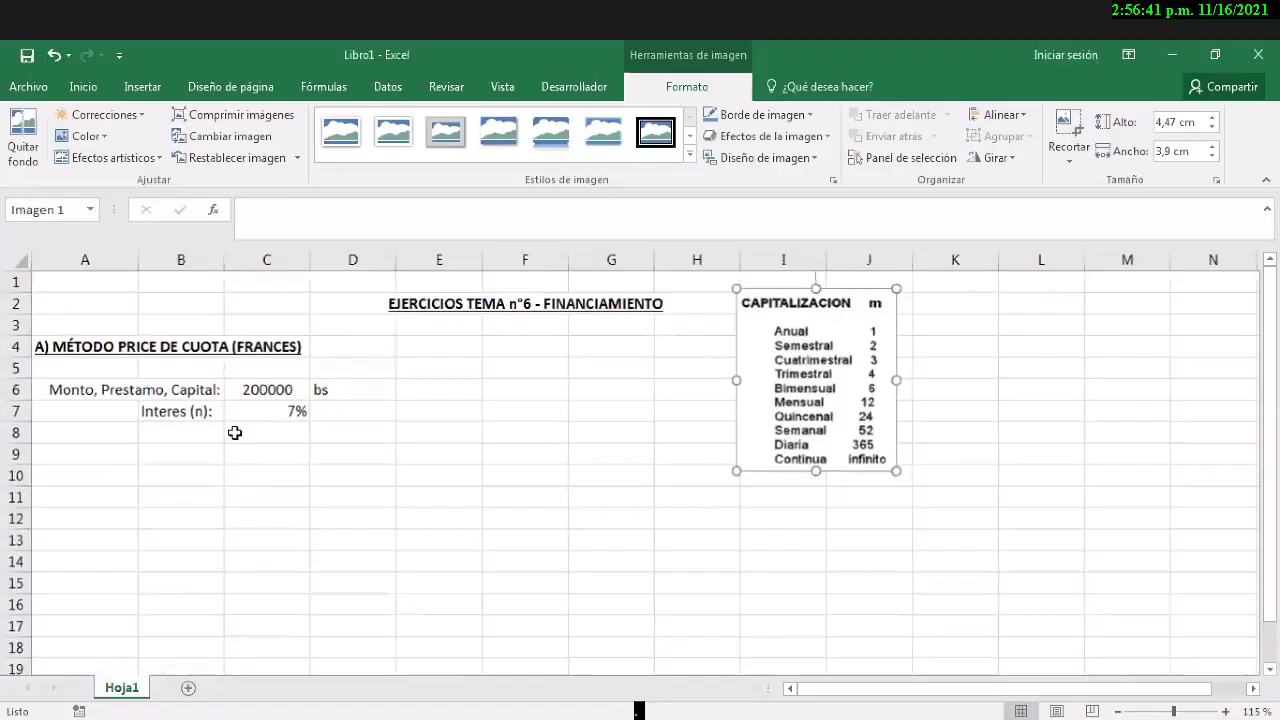 2:56:41 p.m. 11/16/2021
Libro1 - Excel
Herramientas de imagen
Iniciar sesión
Archivo Inicio Insertar Diseño de página Fórmulas Datos Revisar Vista Desarrollador Formato ¿Qué desea hacer? Compartir
Quitar fondo
Correcciones
Color
Efectos artísticos
Comprimir imágenes
Cambiar imagen
Restablecer imagen
Ajustar
Estilos de imagen
Borde de imagen
Efectos de la imagen
Diseño de imagen
Traer adelante
Enviar atrás
Panel de selección
Alinear
Agrupar
Girar
Organizar
Recortar
Alto: 4,47 cm
Ancho: 3,9 cm
Tamaño
Imagen 1
fx
A B C D E F G H I J K L M N
1
2 EJERCICIOS TEMA n°6 - FINANCIAMIENTO
3
4 A) MÉTODO PRICE DE CUOTA (FRANCES)
5
6 Monto, Prestamo, Capital: 200000 bs
7 Interes (n): 7%
8
9
10
11
12
13
14
15
16
17
18
19
CAPITALIZACION m
Anual 1
Semestral 2
Cuatrimestral 3
Trimestral 4
Bimensual 6
Mensual 12
Quincenal 24
Semanal 52
Diaria 365
Continua infinito
Hoja1
Listo
115 %